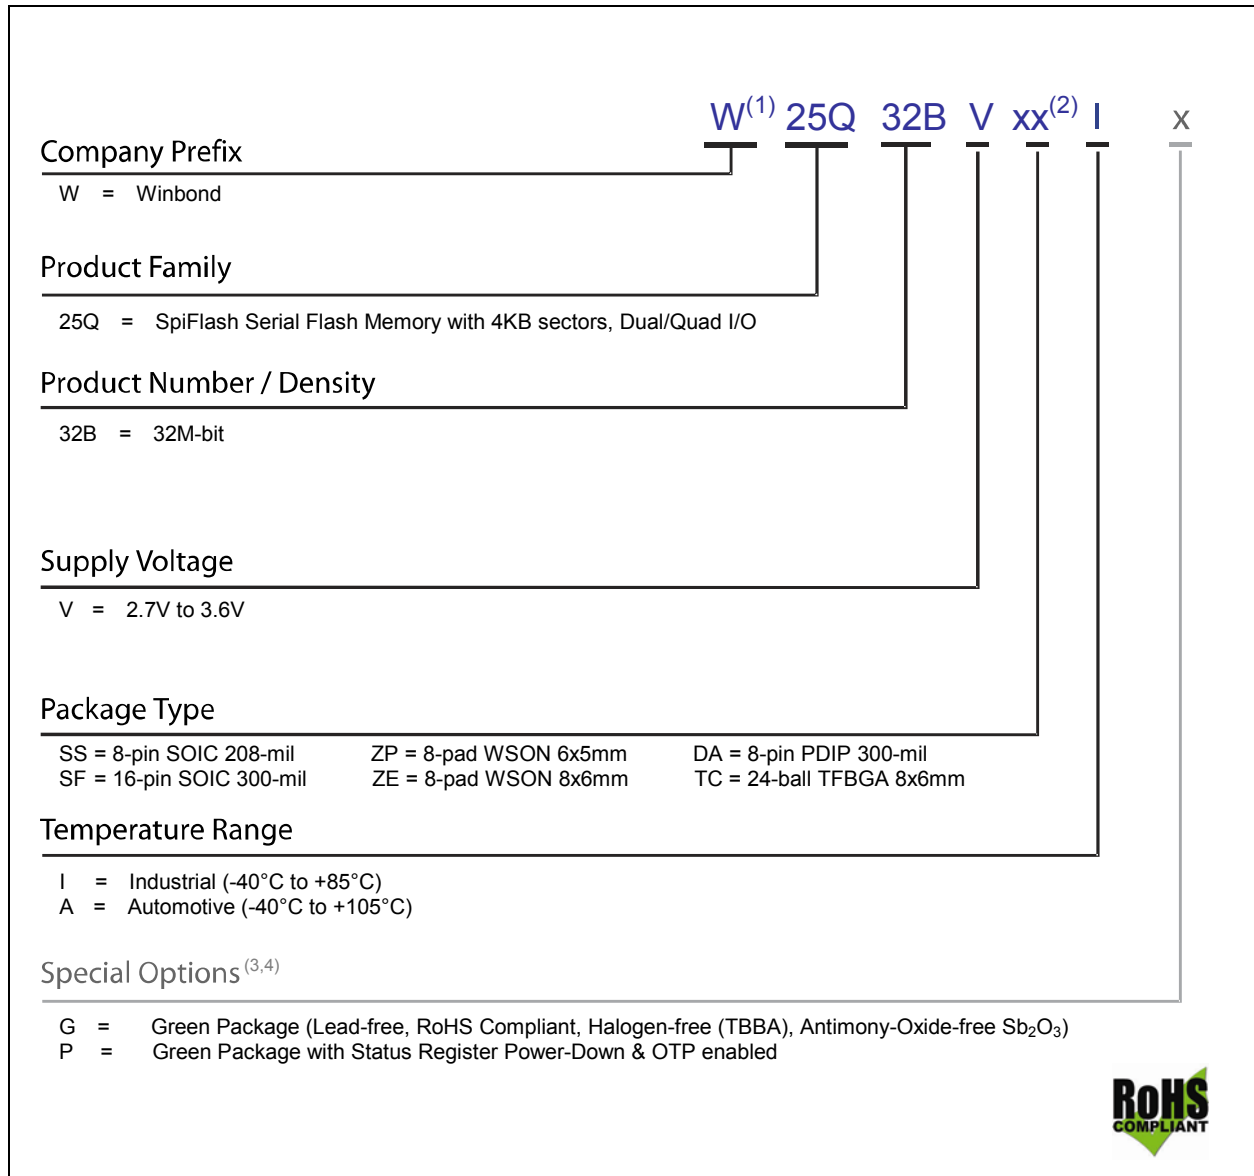 W(1) 25Q 32B V xx(2) I x
Company Prefix
W = Winbond
Product Family
25Q = SpiFlash Serial Flash Memory with 4KB sectors, Dual/Quad I/O
Product Number / Density
32B = 32M-bit
Supply Voltage
V = 2.7V to 3.6V
Package Type
SS = 8-pin SOIC 208-mil ZP = 8-pad WSON 6x5mm DA = 8-pin PDIP 300-mil
SF = 16-pin SOIC 300-mil ZE = 8-pad WSON 8x6mm TC = 24-ball TFBGA 8x6mm
Temperature Range
I = Industrial (-40°C to +85°C)
A = Automotive (-40°C to +105°C)
Special Options (3,4)
G = Green Package (Lead-free, RoHS Compliant, Halogen-free (TBBA), Antimony-Oxide-free Sb₂O₃)
P = Green Package with Status Register Power-Down & OTP enabled
RoHS
COMPLIANT